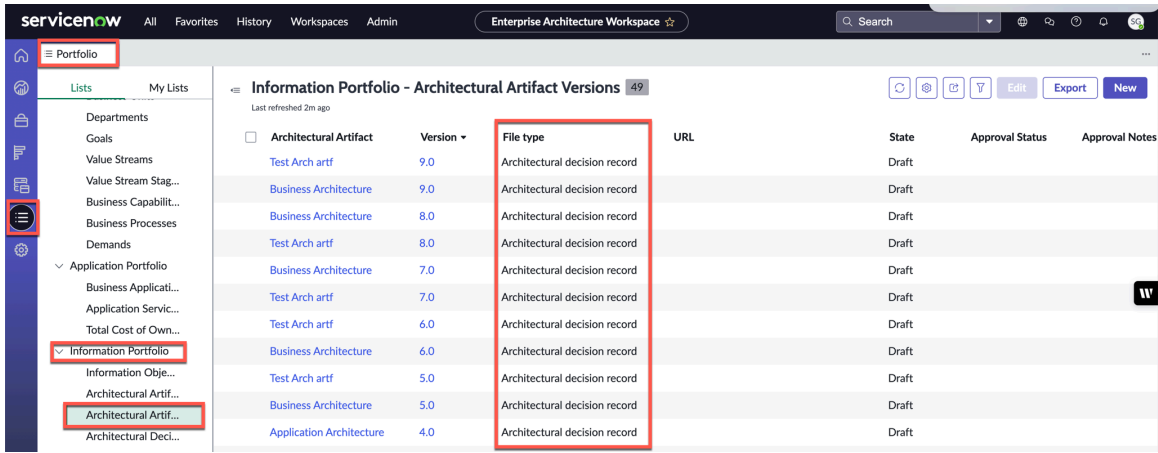 servicenow All Favorites History Workspaces Admin Enterprise Architecture Workspace Search SG
Portfolio
Lists My Lists
Departments
Goals
Value Streams
Value Stream Stag...
Business Capabilit...
Business Processes
Demands
Application Portfolio
Business Applicati...
Application Servic...
Total Cost of Own...
Information Portfolio
Information Obje...
Architectural Artif...
Architectural Artif...
Architectural Deci...
Information Portfolio - Architectural Artifact Versions 49
Last refreshed 2m ago
Edit Export New
Architectural Artifact Version File type URL State Approval Status Approval Notes
Test Arch artf 9.0 Architectural decision record Draft
Business Architecture 9.0 Architectural decision record Draft
Business Architecture 8.0 Architectural decision record Draft
Test Arch artf 8.0 Architectural decision record Draft
Business Architecture 7.0 Architectural decision record Draft
Test Arch artf 7.0 Architectural decision record Draft
Test Arch artf 6.0 Architectural decision record Draft
Business Architecture 6.0 Architectural decision record Draft
Test Arch artf 5.0 Architectural decision record Draft
Business Architecture 5.0 Architectural decision record Draft
Application Architecture 4.0 Architectural decision record Draft